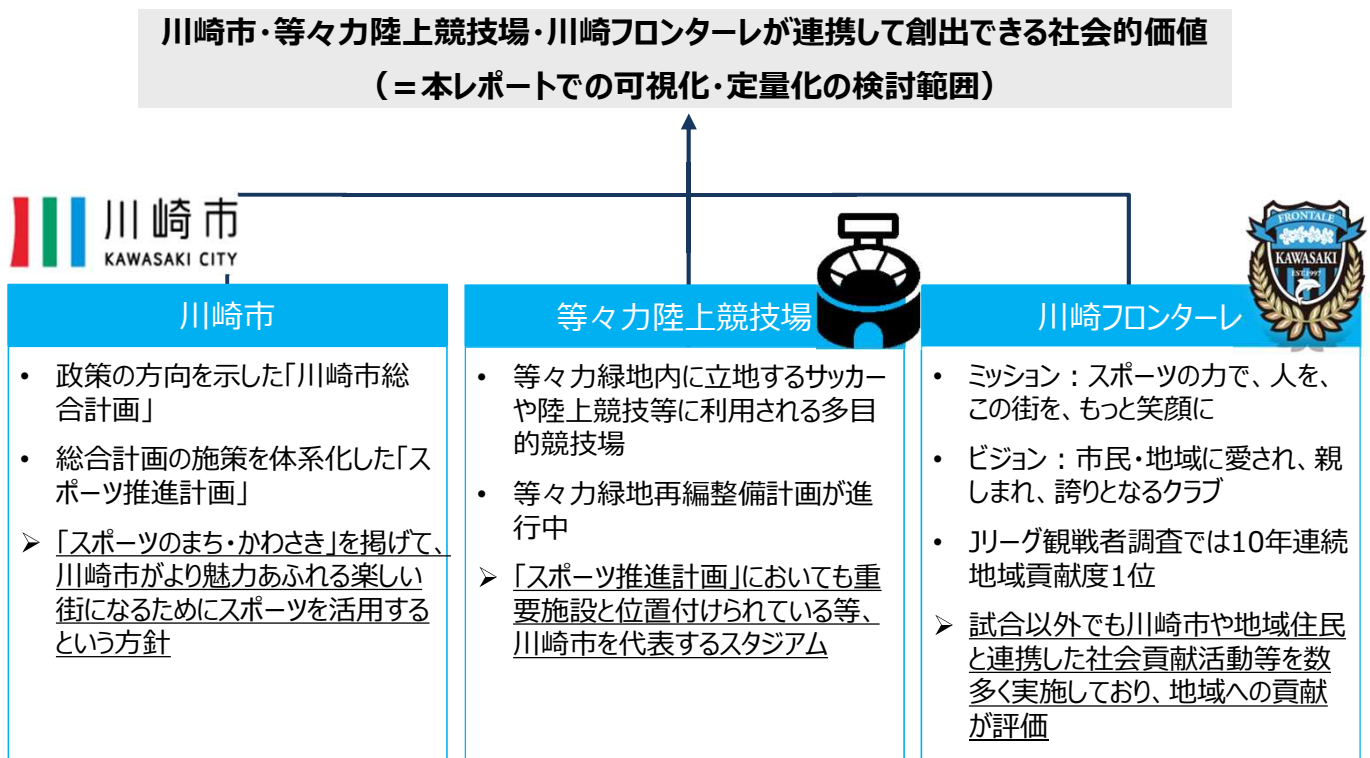 川崎市・等々力陸上競技場・川崎フロンターレが連携して創出できる社会的価値
（＝本レポートでの可視化・定量化の検討範囲）
川崎市
KAWASAKI CITY
FRONTALE
KAWASAKI
EST.1997
川崎市
• 政策の方向を示した「川崎市総
合計画」
• 総合計画の施策を体系化した「ス
ポーツ推進計画」
➢ 「スポーツのまち・かわさき」を掲げて、
川崎市がより魅力あふれる楽しい
街になるためにスポーツを活用する
という方針
等々力陸上競技場
• 等々力緑地内に立地するサッカー
や陸上競技等に利用される多目
的競技場
• 等々力緑地再編整備計画が進
行中
➢ 「スポーツ推進計画」においても重
要施設と位置付けられている等、
川崎市を代表するスタジアム
川崎フロンターレ
• ミッション：スポーツの力で、人を、
この街を、もっと笑顔に
• ビジョン：市民・地域に愛され、親
しまれ、誇りとなるクラブ
• Jリーグ観戦者調査では10年連続
地域貢献度1位
➢ 試合以外でも川崎市や地域住民
と連携した社会貢献活動等を数
多く実施しており、地域への貢献
が評価